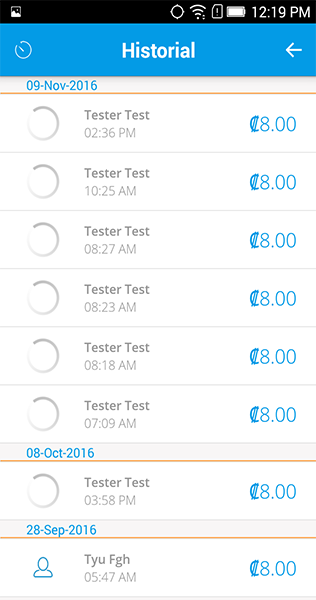 12:19 PM
Historial
09-Nov-2016
Tester Test
02:36 PM
₡8.00
Tester Test
10:25 AM
₡8.00
Tester Test
08:27 AM
₡8.00
Tester Test
08:23 AM
₡8.00
Tester Test
08:18 AM
₡8.00
Tester Test
07:09 AM
₡8.00
08-Oct-2016
Tester Test
03:58 PM
₡8.00
28-Sep-2016
Tyu Fgh
05:47 AM
₡8.00